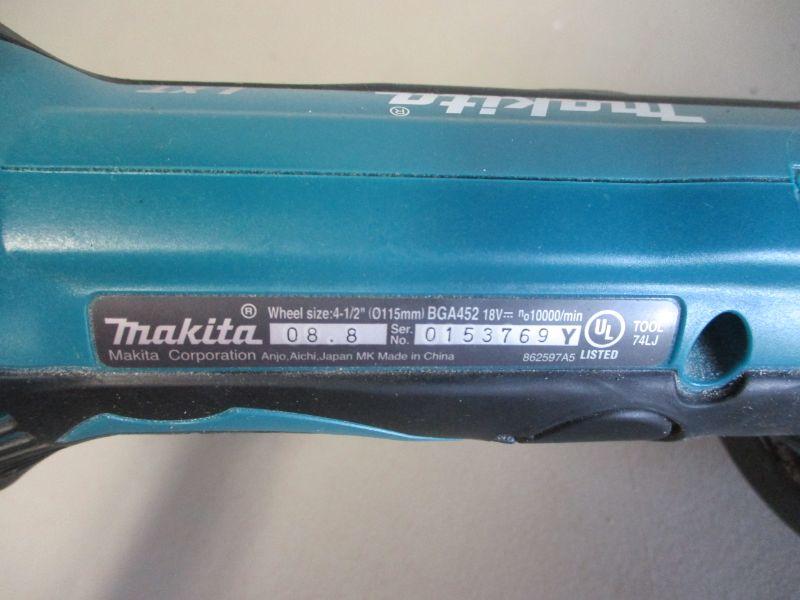 LXT
makita®
makita®
Wheel size:4-1/2" (Ø115mm) BGA452 18V⎓ n₀10000/min
08.8 Ser. No. 0153769 Y
Makita Corporation Anjo,Aichi,Japan MK Made in China
862597A5
UL
LISTED
TOOL
74LJ